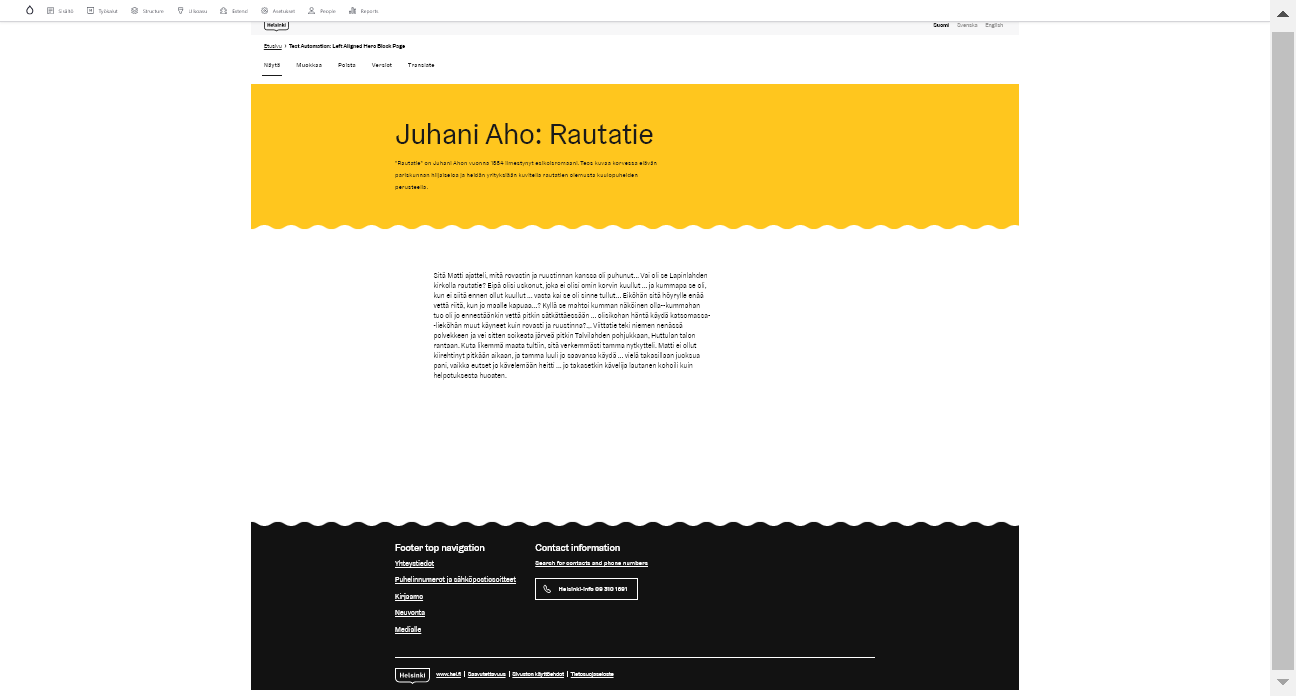 Sisältö Työkalut Structure Ulkoasu Extend Asetukset People Reports
Helsinki
Suomi Svenska English
Etusivu › Test Automation: Left Aligned Hero Block Page
Näytä Muokkaa Poista Versiot Translate
Juhani Aho: Rautatie
"Rautatie" on Juhani Ahon vuonna 1884 ilmestynyt esikoisromaani. Teos kuvaa korvessa elävän
pariskunnan hiljaiseloa ja heidän yrityksiään kuvitella rautatien olemusta kuulopuheiden
perusteella.
Sitä Matti ajatteli, mitä rovastin ja ruustinnan kanssa oli puhunut... Vai oli se Lapinlahden
kirkolla rautatie? Eipä olisi uskonut, joka ei olisi omin korvin kuullut ... ja kummapa se oli,
kun ei siitä ennen ollut kuullut ... vasta kai se oli sinne tullut... Eiköhän sitä höyrylle enää
vettä riitä, kun jo maalle kapuaa...? Kyllä se mahtoi kumman näköinen olla--kummahan
tuo oli jo ennestäänkin vettä pitkin sätkättäessään ... olisikohan häntä käydä katsomassa-
-lieköhän muut käyneet kuin rovasti ja ruustinna?... Viittatie teki niemen nenässä
polvekkeen ja vei sitten soikeata järveä pitkin Talvilahden pohjukkaan, Huttulan talon
rantaan. Kuta likemmä maata tultiin, sitä verkemmästi tamma nytkytteli. Matti ei ollut
kiirehtinyt pitkään aikaan, ja tamma luuli jo saavansa käydä ... vielä takasillaan juoksua
pani, vaikka eutset jo kävelemään heitti ... jo takasetkin kävelijä lautanen kohoili kuin
helpotuksesta huoaten.
Footer top navigation
Yhteystiedot
Puhelinnumerot ja sähköpostiosoitteet
Kirjaamo
Neuvonta
Medialle
Contact information
Search for contacts and phone numbers
Helsinki-info 09 310 1691
Helsinki www.hel.fi | Saavutettavuus | Sivuston käyttöehdot | Tietosuojaseloste